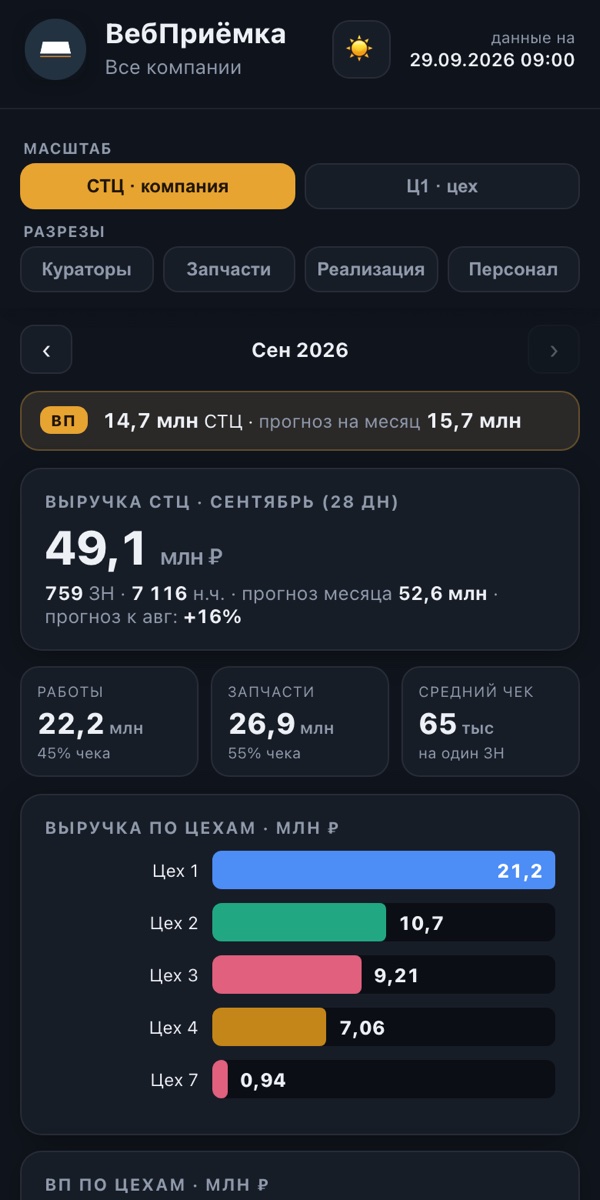 ВебПриёмка
Все компании
данные на
29.09.2026 09:00
МАСШТАБ
СТЦ · компания
Ц1 · цех
РАЗРЕЗЫ
Кураторы
Запчасти
Реализация
Персонал
‹
Сен 2026
›
ВП 14,7 млн СТЦ · прогноз на месяц 15,7 млн
ВЫРУЧКА СТЦ · СЕНТЯБРЬ (28 ДН)
49,1 млн ₽
759 ЗН · 7 116 н.ч. · прогноз месяца 52,6 млн ·
прогноз к авг: +16%
РАБОТЫ
22,2 млн
45% чека
ЗАПЧАСТИ
26,9 млн
55% чека
СРЕДНИЙ ЧЕК
65 тыс
на один ЗН
ВЫРУЧКА ПО ЦЕХАМ · МЛН ₽
Цех 1 21,2
Цех 2 10,7
Цех 3 9,21
Цех 4 7,06
Цех 7 0,94
ВП ПО ЦЕХАМ · МЛН ₽